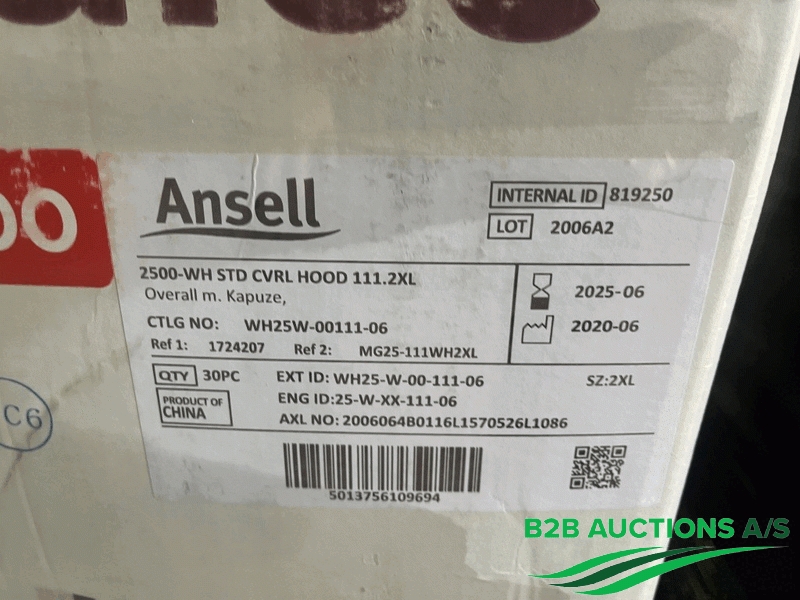 Ansell
INTERNAL ID 819250
LOT 2006A2
2500-WH STD CVRL HOOD 111.2XL
Overall m. Kapuze,
2025-06
2020-06
CTLG NO: WH25W-00111-06
Ref 1: 1724207 Ref 2: MG25-111WH2XL
QTY 30PC EXT ID: WH25-W-00-111-06 SZ:2XL
PRODUCT OF
CHINA
ENG ID:25-W-XX-111-06
AXL NO: 2006064B0116L1570526L1086
5013756109694
C6
B2B AUCTIONS A/S